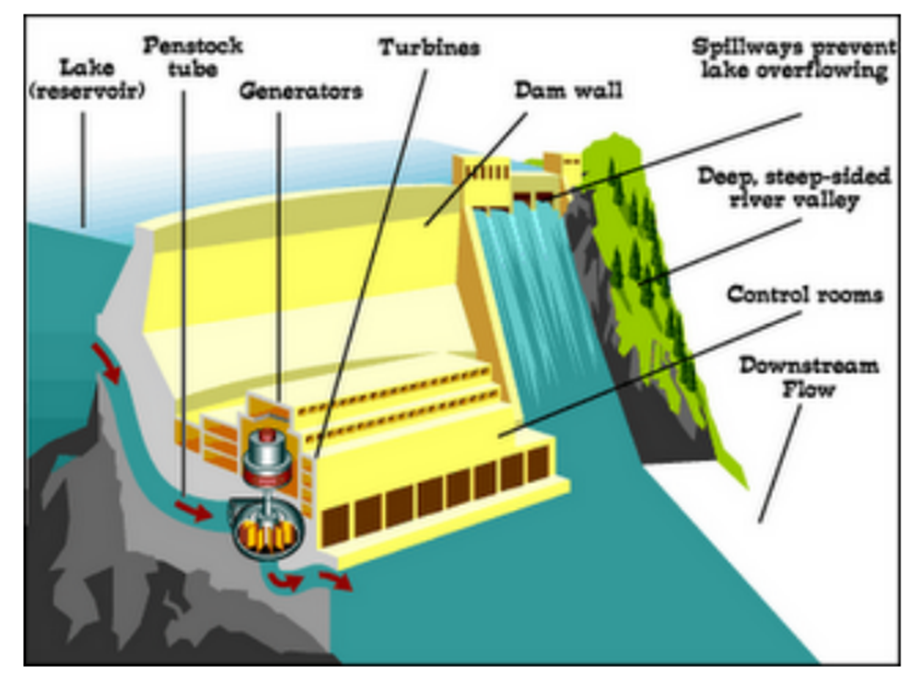 Lake
(reservoir)
Penstock
tube
Generators
Turbines
Dam wall
Spillways prevent
lake overflowing
Deep, steep-sided
river valley
Control rooms
Downstream
Flow